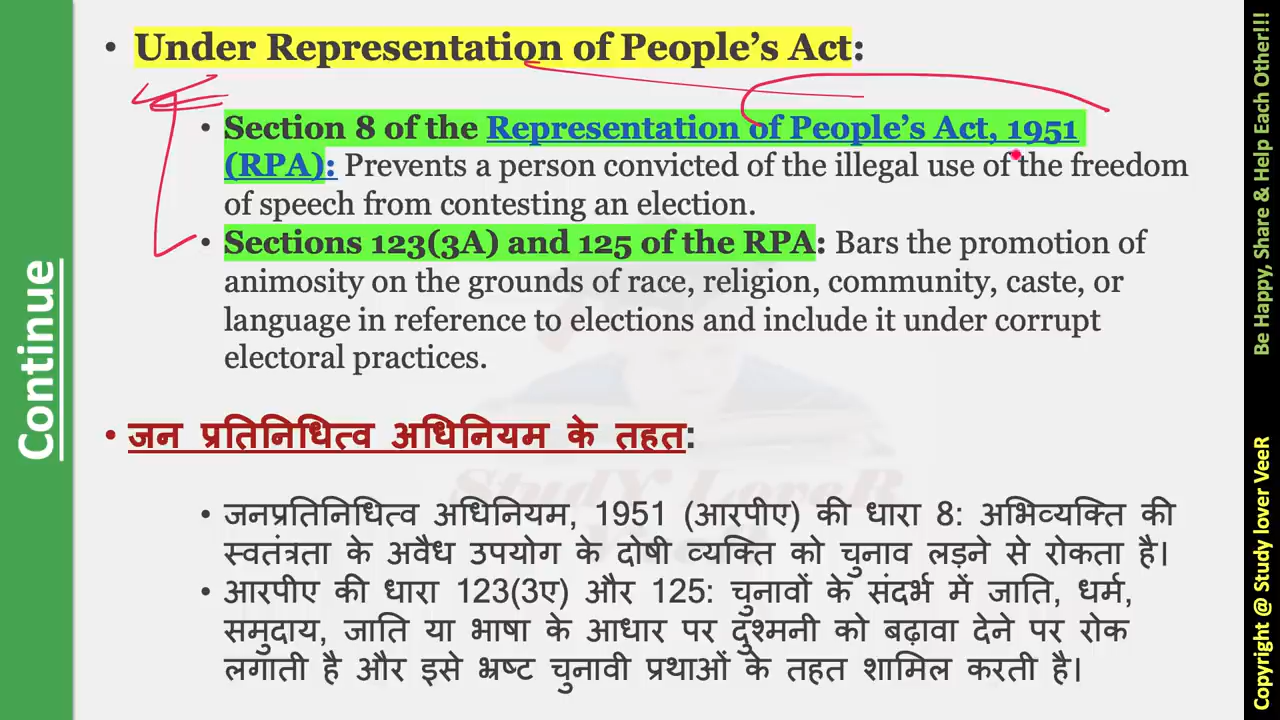 • Under Representation of People's Act:
• Section 8 of the Representation of People's Act, 1951
(RPA): Prevents a person convicted of the illegal use of the freedom
of speech from contesting an election.
• Sections 123(3A) and 125 of the RPA: Bars the promotion of
animosity on the grounds of race, religion, community, caste, or
language in reference to elections and include it under corrupt
electoral practices.
• जन प्रतिनिधित्व अधिनियम के तहत:
• जनप्रतिनिधित्व अधिनियम, 1951 (आरपीए) की धारा 8: अभिव्यक्ति की
स्वतंत्रता के अवैध उपयोग के दोषी व्यक्ति को चुनाव लड़ने से रोकता है।
• आरपीए की धारा 123(3ए) और 125: चुनावों के संदर्भ में जाति, धर्म,
समुदाय, जाति या भाषा के आधार पर दुश्मनी को बढ़ावा देने पर रोक
लगाती है और इसे भ्रष्ट चुनावी प्रथाओं के तहत शामिल करती है।
Continue
StudY LoveR
VeeR
Be Happy, Share & Help Each Other!!!
Copyright @ Study lover VeeR